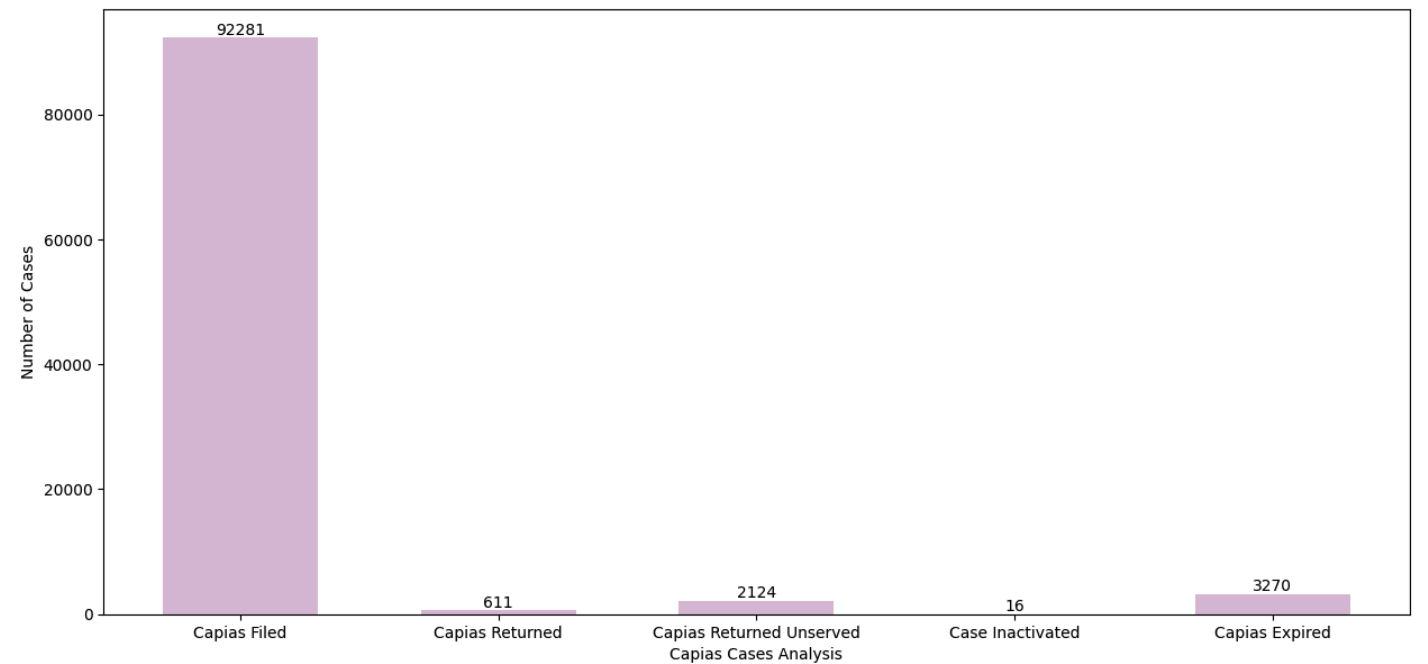 92281
80000
60000
40000
20000
0
Number of Cases
611
2124
16
3270
Capias Filed
Capias Returned
Capias Returned Unserved
Case Inactivated
Capias Expired
Capias Cases Analysis